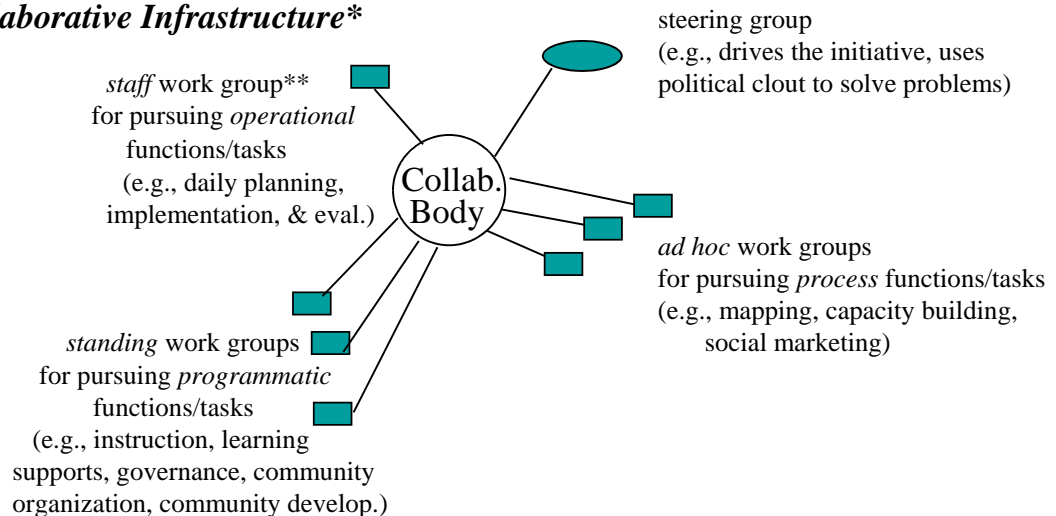 laborative Infrastructure*
steering group
(e.g., drives the initiative, uses
political clout to solve problems)
staff work group**
for pursuing operational
functions/tasks
(e.g., daily planning,
implementation, & eval.)
Collab.
Body
ad hoc work groups
for pursuing process functions/tasks
(e.g., mapping, capacity building,
social marketing)
standing work groups
for pursuing programmatic
functions/tasks
(e.g., instruction, learning
supports, governance, community
organization, community develop.)